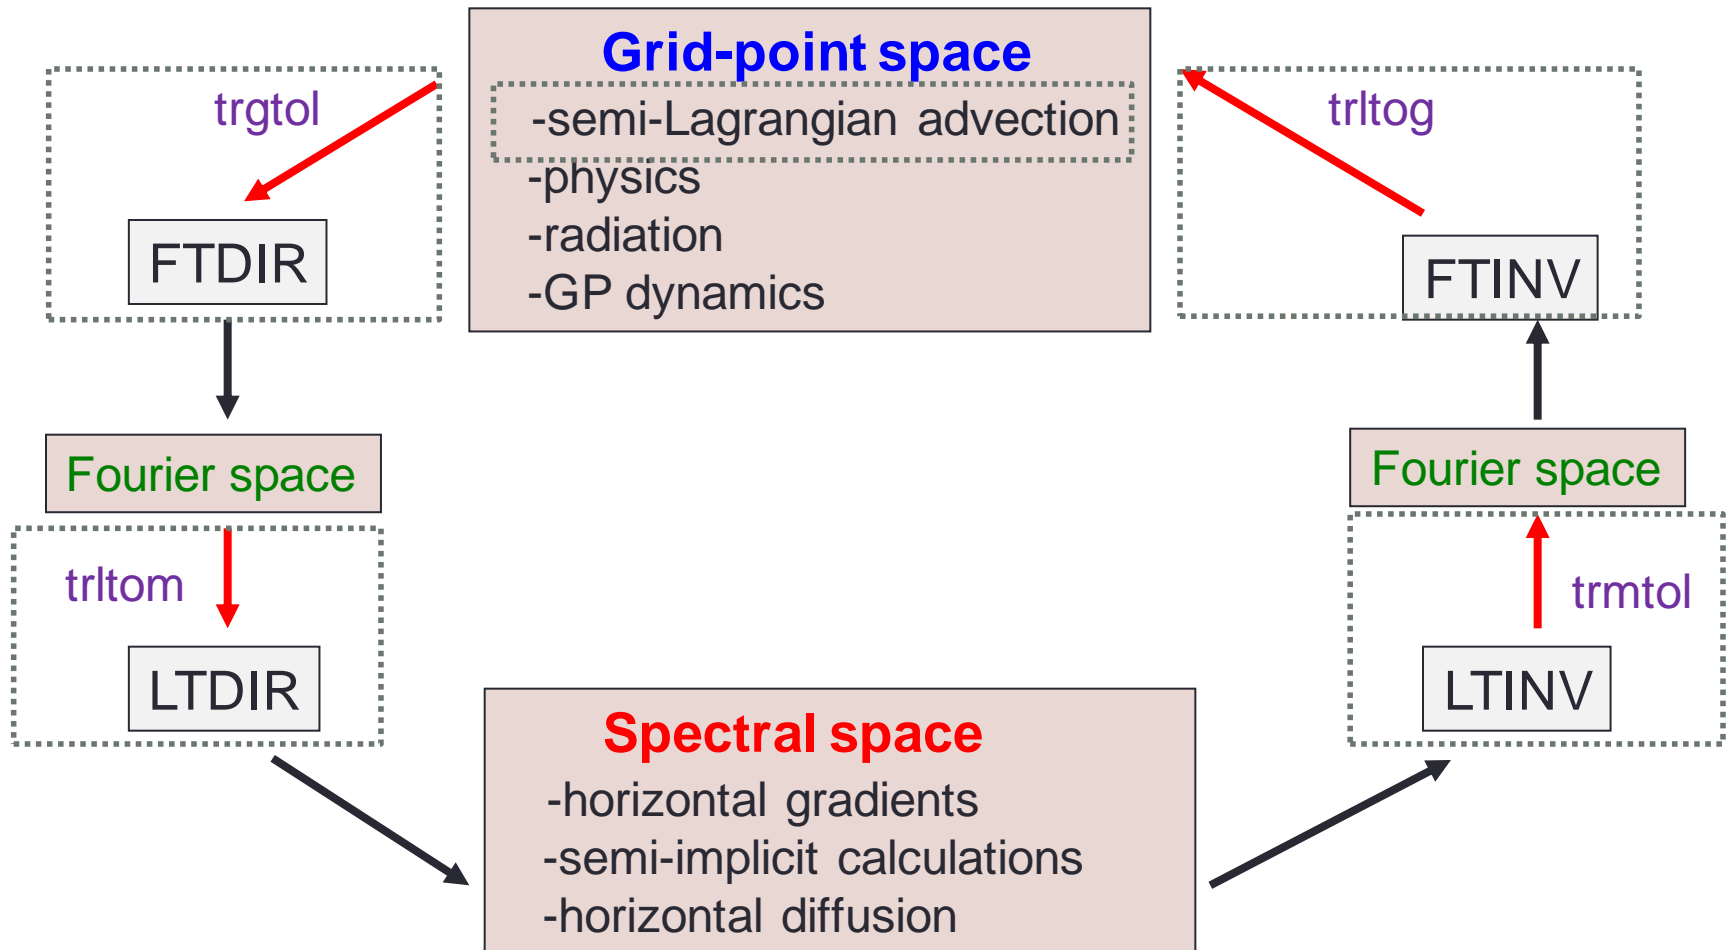 Grid-point space
-semi-Lagrangian advection
-physics
-radiation
-GP dynamics
trgtol
FTDIR
Fourier space
trltom
LTDIR
Spectral space
-horizontal gradients
-semi-implicit calculations
-horizontal diffusion
trltog
FTINV
Fourier space
trmtol
LTINV